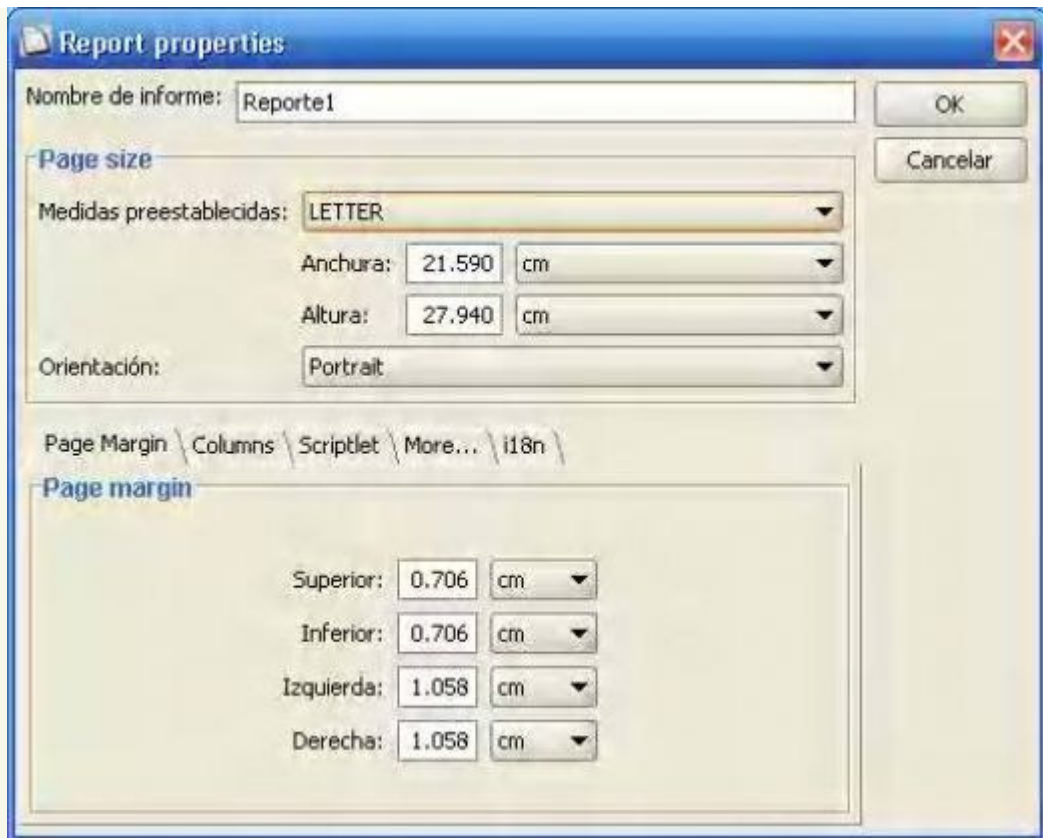 Report properties
Nombre de informe: Reporte1
OK
Cancelar
Page size
Medidas preestablecidas: LETTER
Anchura: 21.590 cm
Altura: 27.940 cm
Orientación: Portrait
Page Margin Columns Scriptlet More... i18n
Page margin
Superior: 0.706 cm
Inferior: 0.706 cm
Izquierda: 1.058 cm
Derecha: 1.058 cm